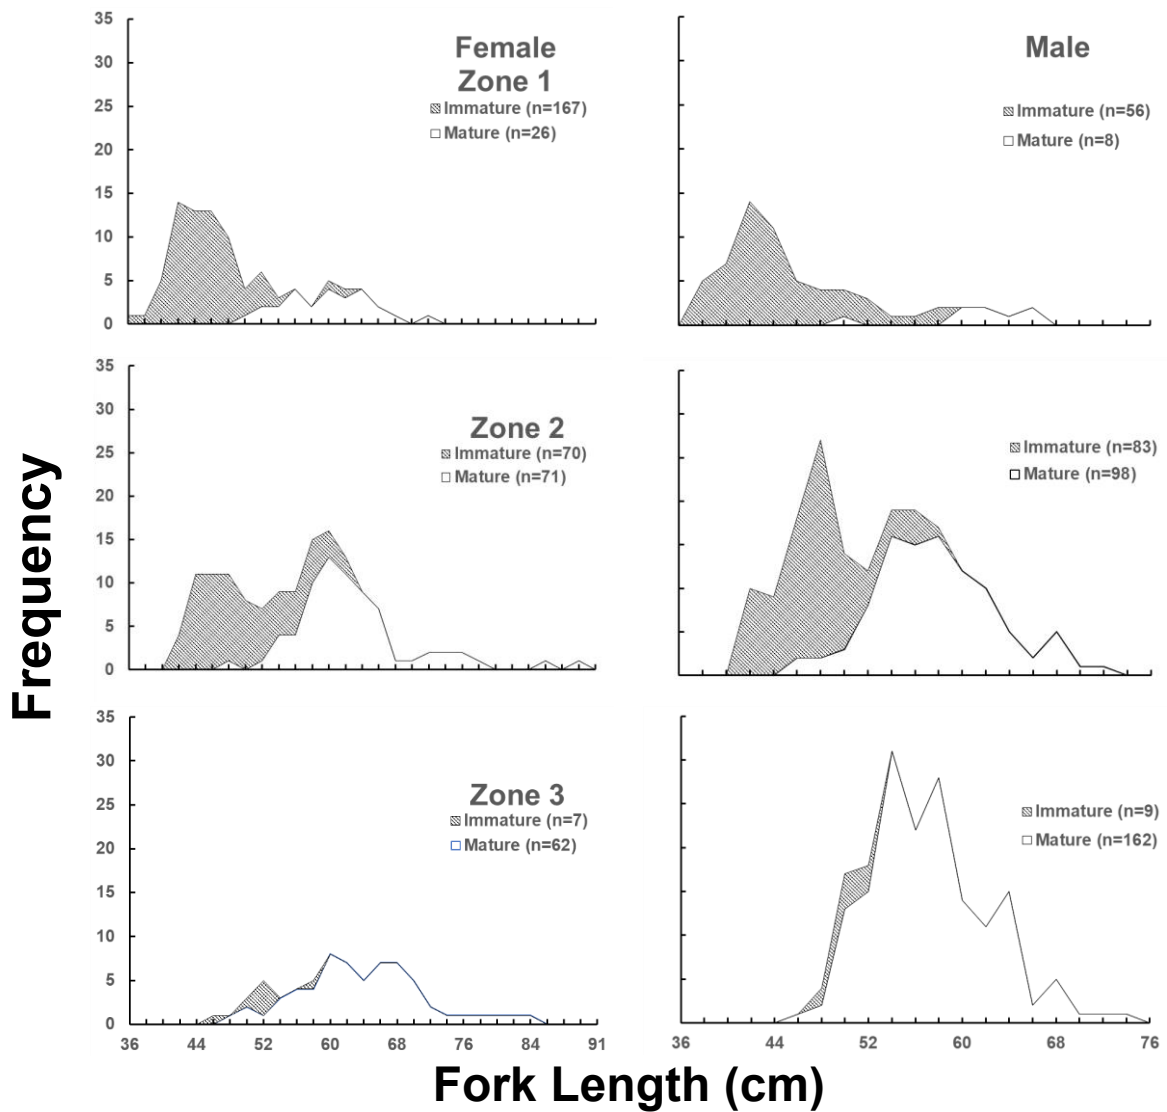 Female
Zone 1
Immature (n=167)
Mature (n=26)
35
30
25
20
15
10
5
0
Male
Immature (n=56)
Mature (n=8)
Zone 2
Immature (n=70)
Mature (n=71)
35
30
25
20
15
10
5
0
Immature (n=83)
Mature (n=98)
Frequency
Zone 3
Immature (n=7)
Mature (n=62)
35
30
25
20
15
10
5
0
36 44 52 60 68 76 84 91
Immature (n=9)
Mature (n=162)
36 44 52 60 68 76
Fork Length (cm)